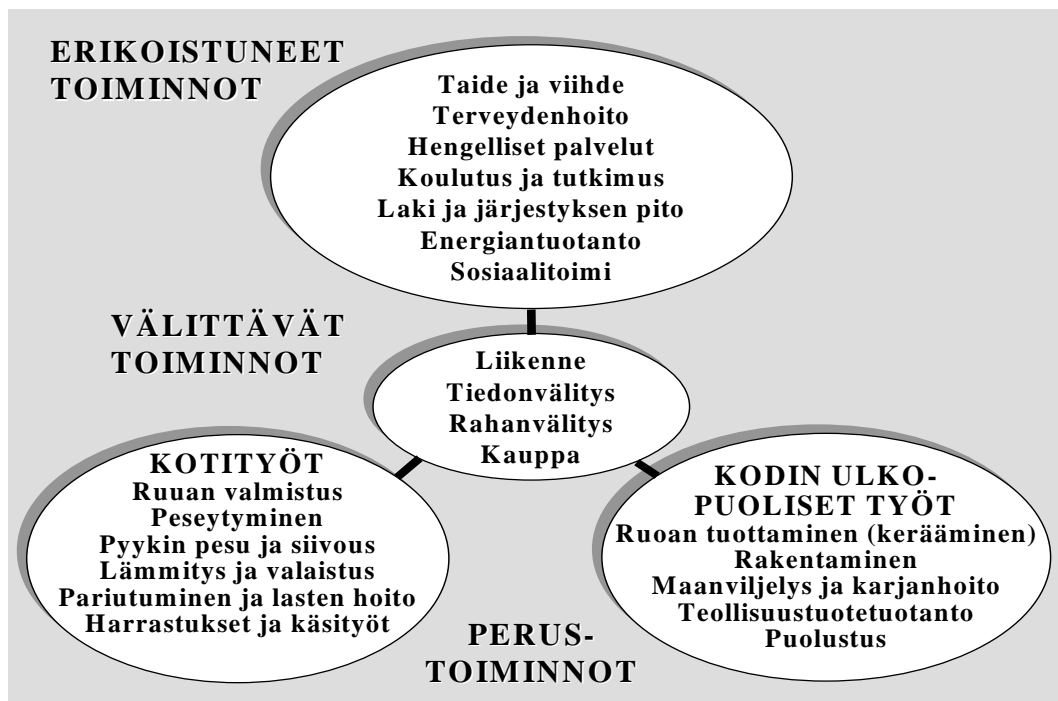 ERIKOISTUNEET
TOIMINNOT
Taide ja viihde
Terveydenhoito
Hengelliset palvelut
Koulutus ja tutkimus
Laki ja järjestyksen pito
Energiantuotanto
Sosiaalitoimi
VÄLITTÄVÄT
TOIMINNOT
Liikenne
Tiedonvälitys
Rahanvälitys
Kauppa
KOTITYÖT
Ruuan valmistus
Peseytyminen
Pyykin pesu ja siivous
Lämmitys ja valaistus
Pariutuminen ja lasten hoito
Harrastukset ja käsityöt
KODIN ULKO-
PUOLISET TYÖT
Ruoan tuottaminen (kerääminen)
Rakentaminen
Maanviljelys ja karjanhoito
Teollisuustuotetuotanto
Puolustus
PERUS-
TOIMINNOT